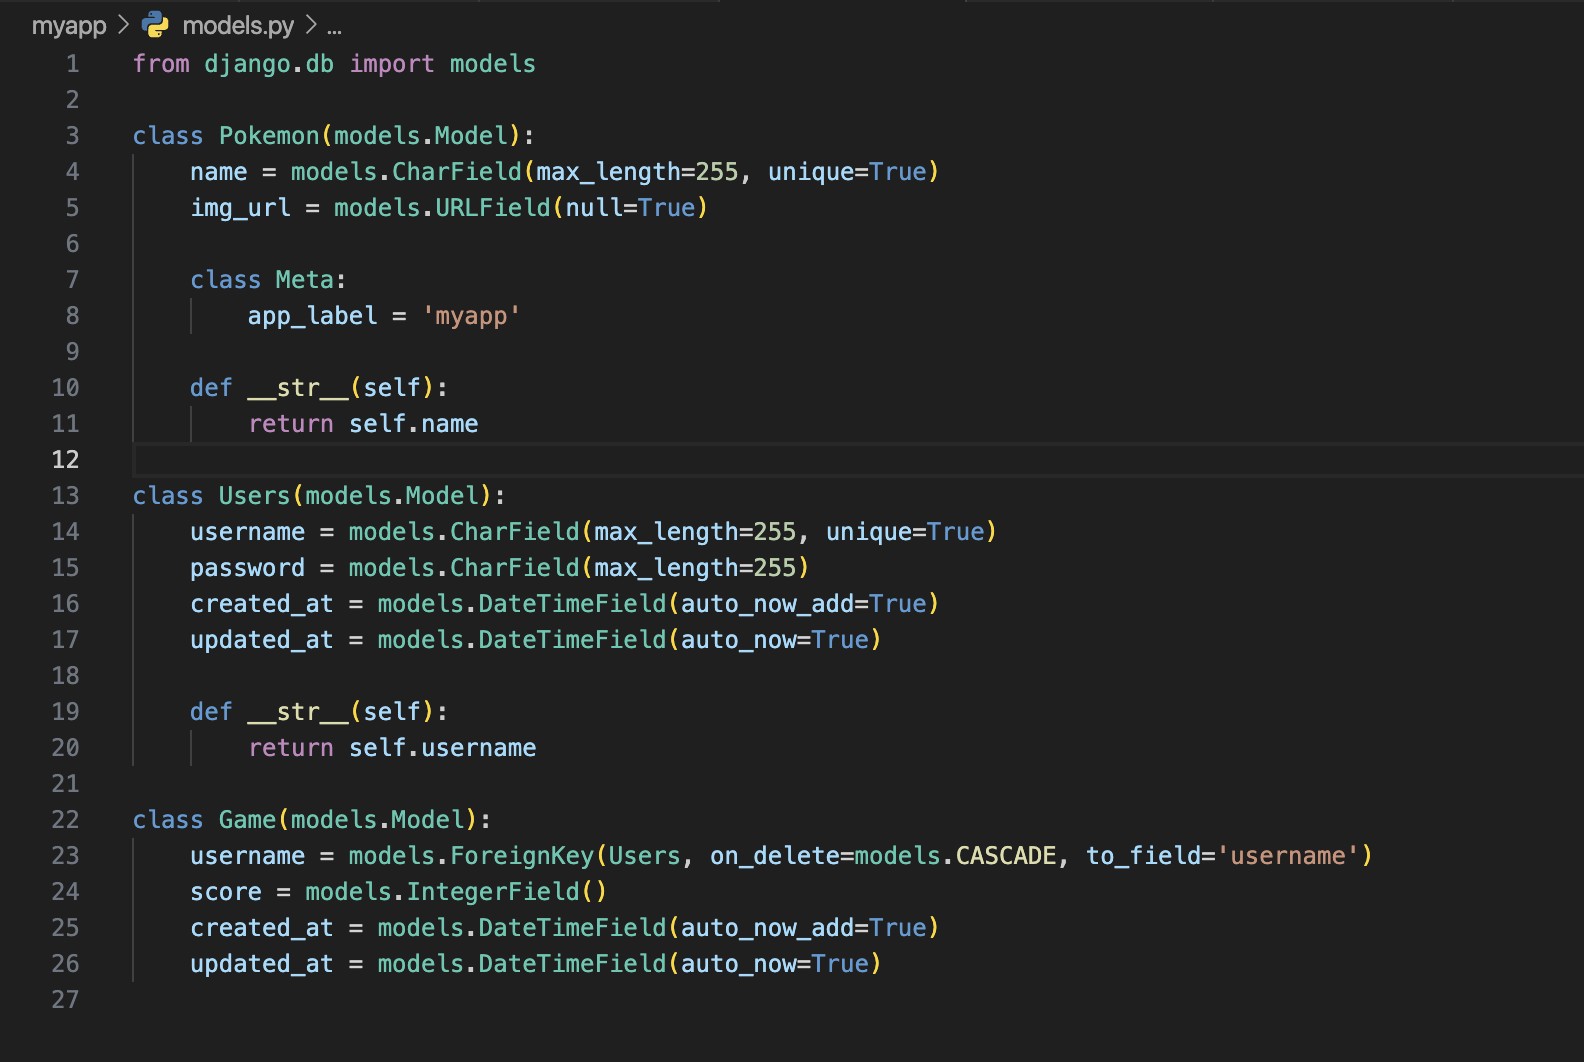 myapp > models.py > ...
1 from django.db import models
2
3 class Pokemon(models.Model):
4     name = models.CharField(max_length=255, unique=True)
5     img_url = models.URLField(null=True)
6
7     class Meta:
8         app_label = 'myapp'
9
10     def __str__(self):
11         return self.name
12
13 class Users(models.Model):
14     username = models.CharField(max_length=255, unique=True)
15     password = models.CharField(max_length=255)
16     created_at = models.DateTimeField(auto_now_add=True)
17     updated_at = models.DateTimeField(auto_now=True)
18
19     def __str__(self):
20         return self.username
21
22 class Game(models.Model):
23     username = models.ForeignKey(Users, on_delete=models.CASCADE, to_field='username')
24     score = models.IntegerField()
25     created_at = models.DateTimeField(auto_now_add=True)
26     updated_at = models.DateTimeField(auto_now=True)
27